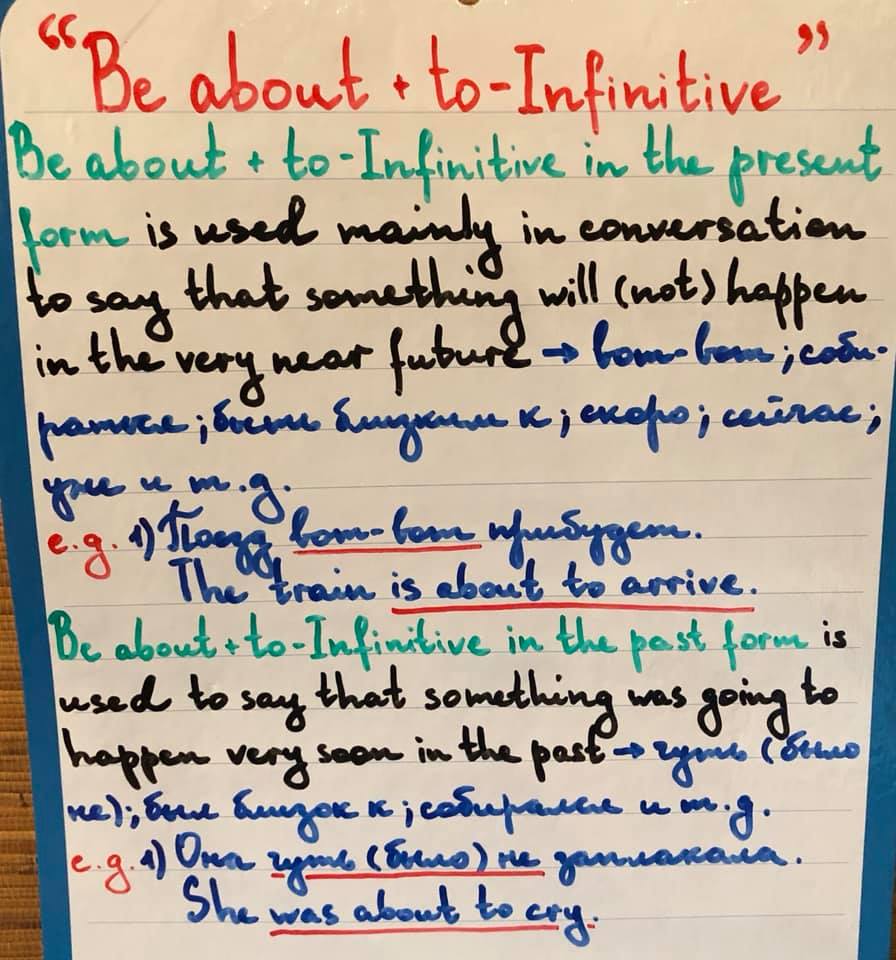 “Be about + to-Infinitive”
Be about + to-Infinitive in the present
form is used mainly in conversation
to say that something will (not) happen
in the very near future → вот-вот; соби-
раться; быть близким к; скоро; сейчас;
уже и т.д.
e.g. 1) Поезд вот-вот прибудет.
The train is about to arrive.
Be about + to-Infinitive in the past form is
used to say that something was going to
happen very soon in the past → чуть (было
не); был близок к; собирался и т.д.
e.g. 1) Она чуть (было) не заплакала.
She was about to cry.